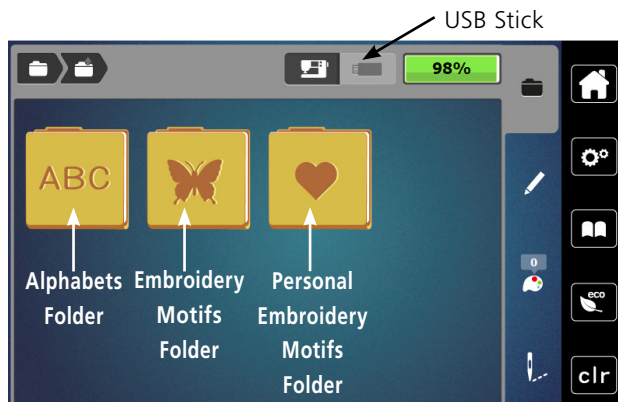 USB Stick
98%
ABC
Alphabets
Folder
Embroidery
Motifs
Folder
Personal
Embroidery
Motifs
Folder
0
eco
clr